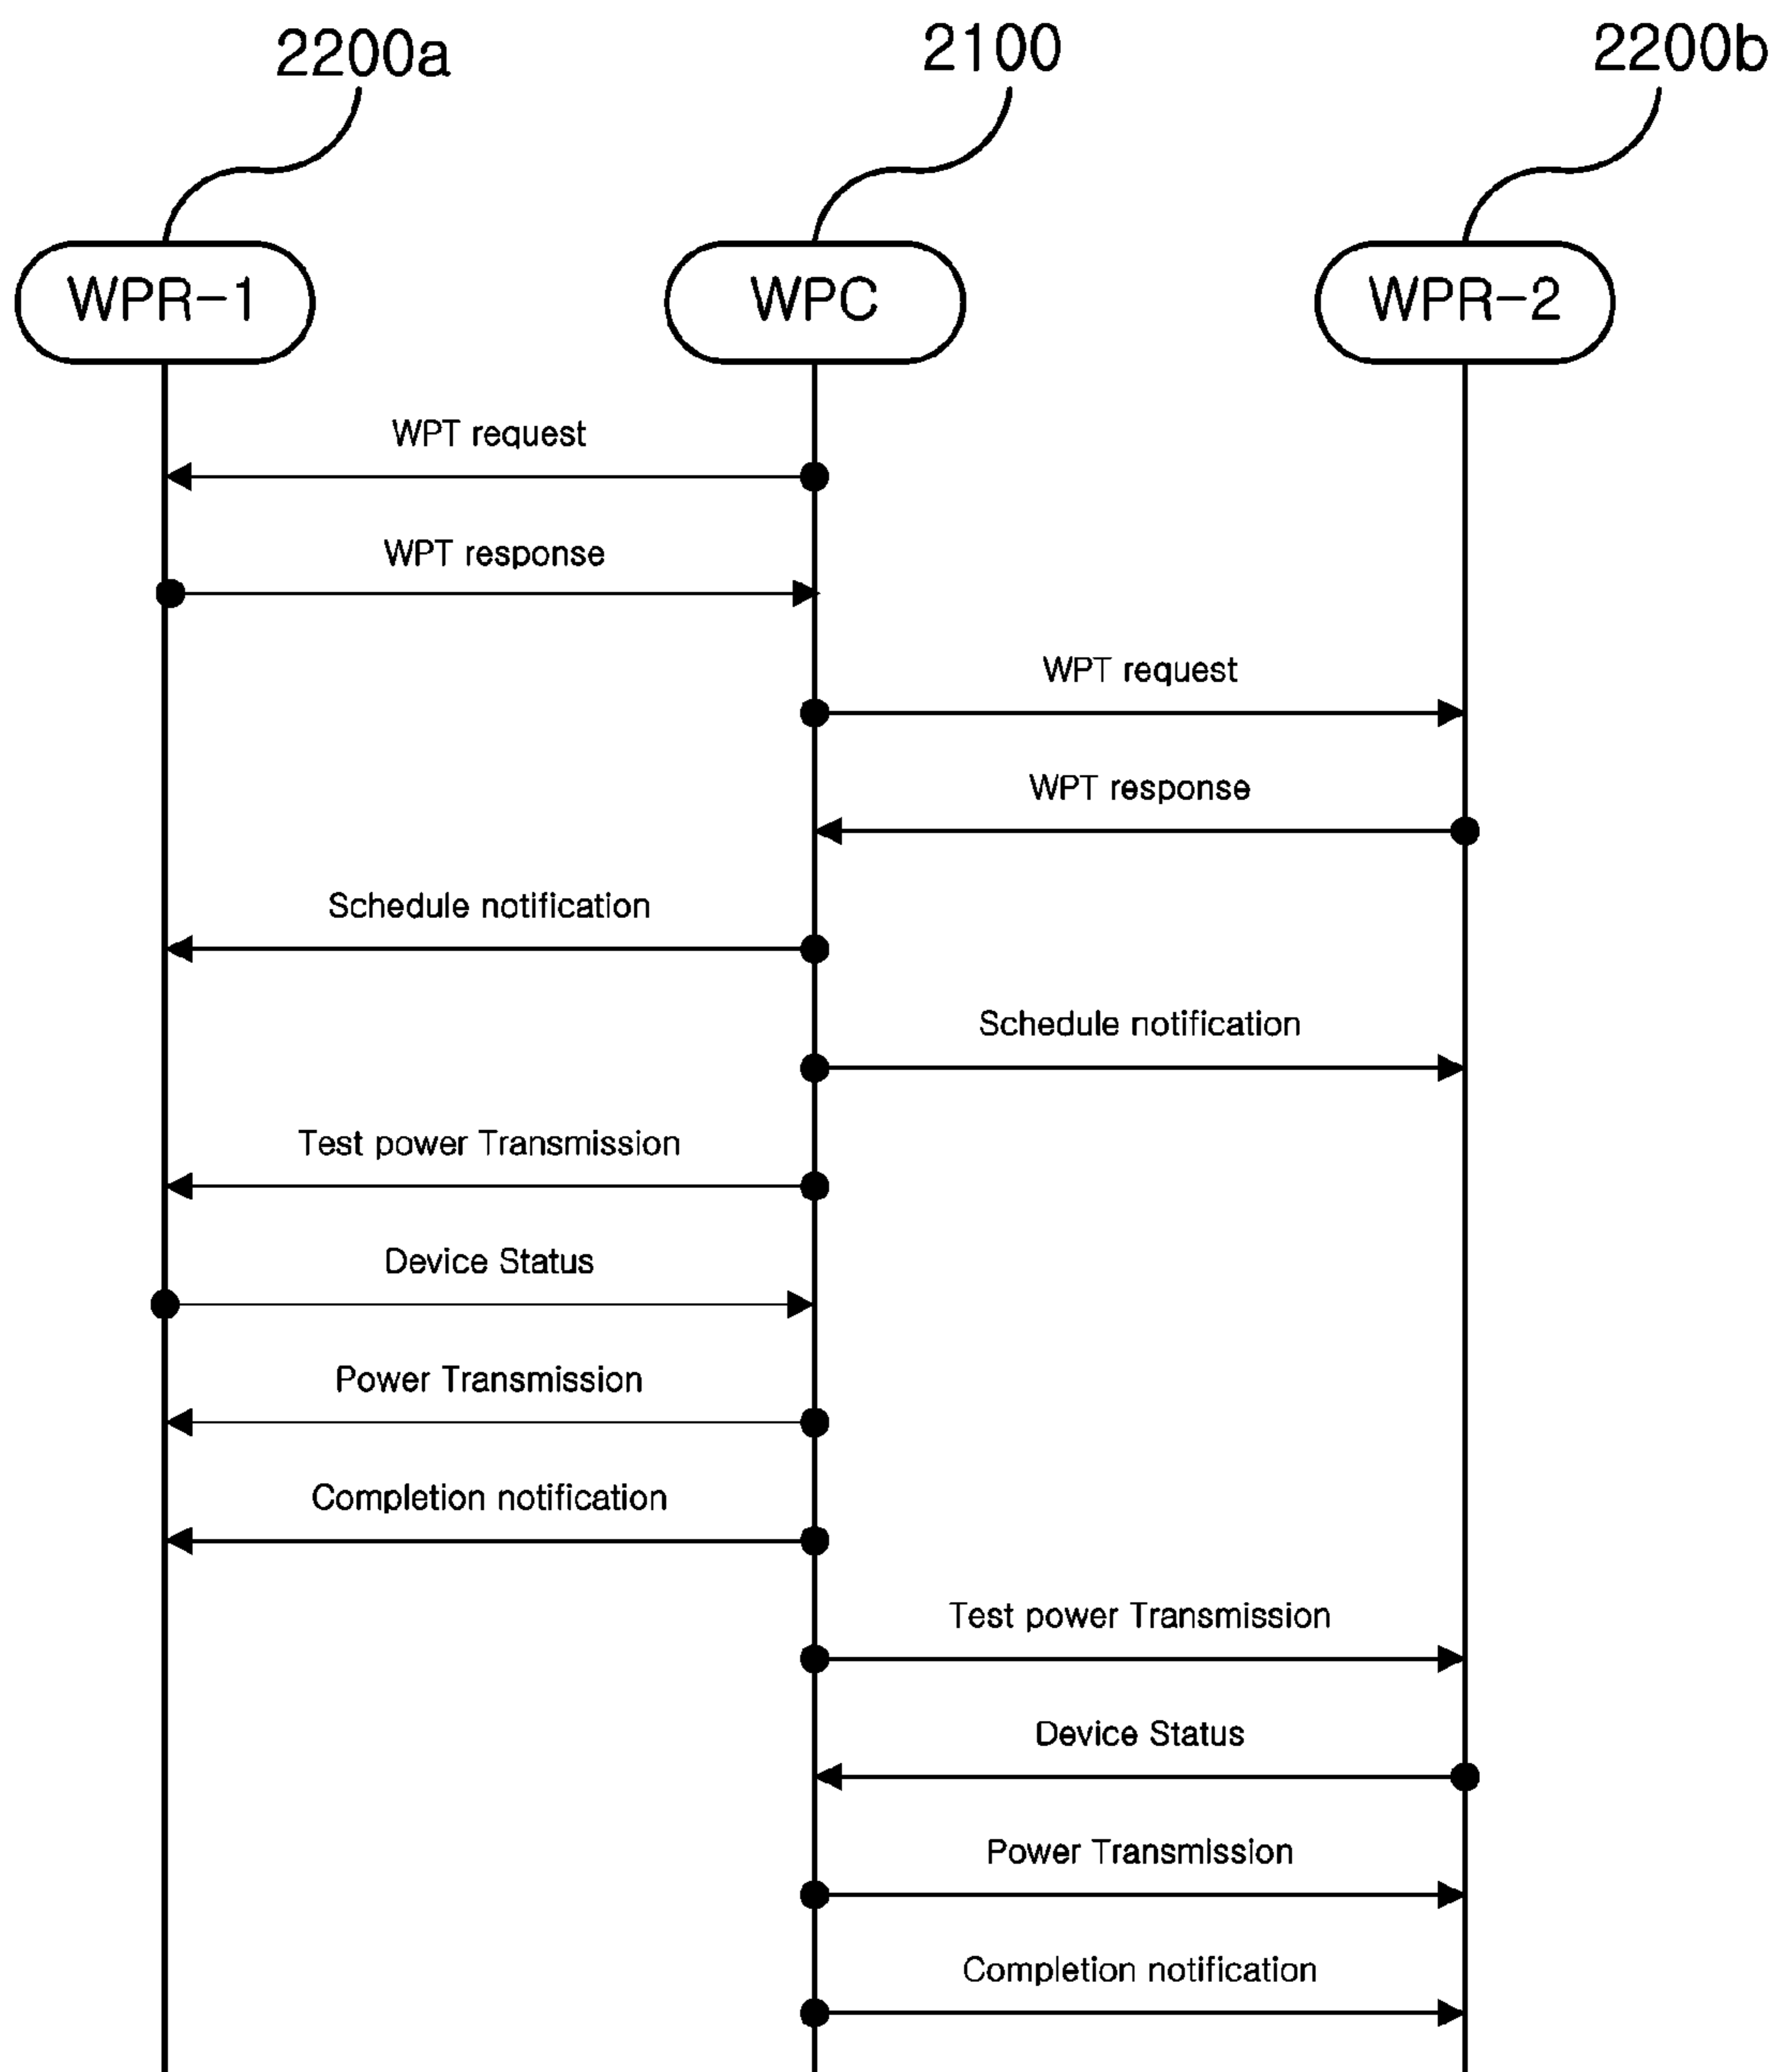 2200a 2100 2200b
WPR-1 WPC WPR-2
WPT request
WPT response
WPT request
WPT response
Schedule notification
Schedule notification
Test power Transmission
Device Status
Power Transmission
Completion notification
Test power Transmission
Device Status
Power Transmission
Completion notification